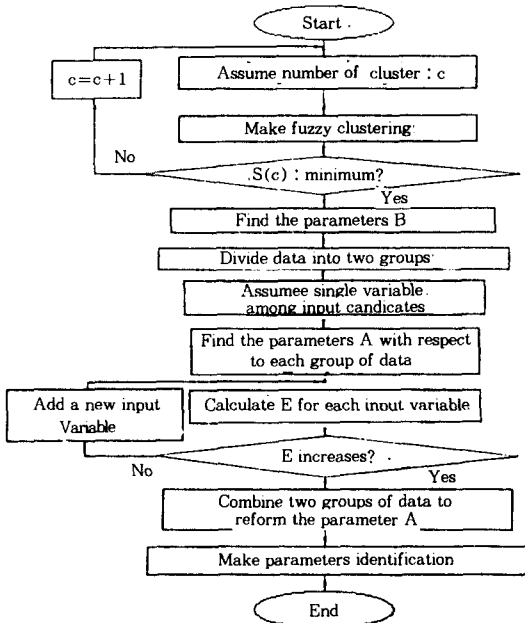 Start .
c=c+1
Assume number of cluster : c
Make fuzzy clustering
No
.S(c) : minimum?
Yes
Find the parameters B
Divide data into two groups
Assumee single variable.
among input candicates
Find the parameters A with respect
to each group of data
Add a new input
Variable
Calculate E for each input variable
E increases?
No
Yes
Combine two groups of data to
reform the parameter A
Make parameters identification
End